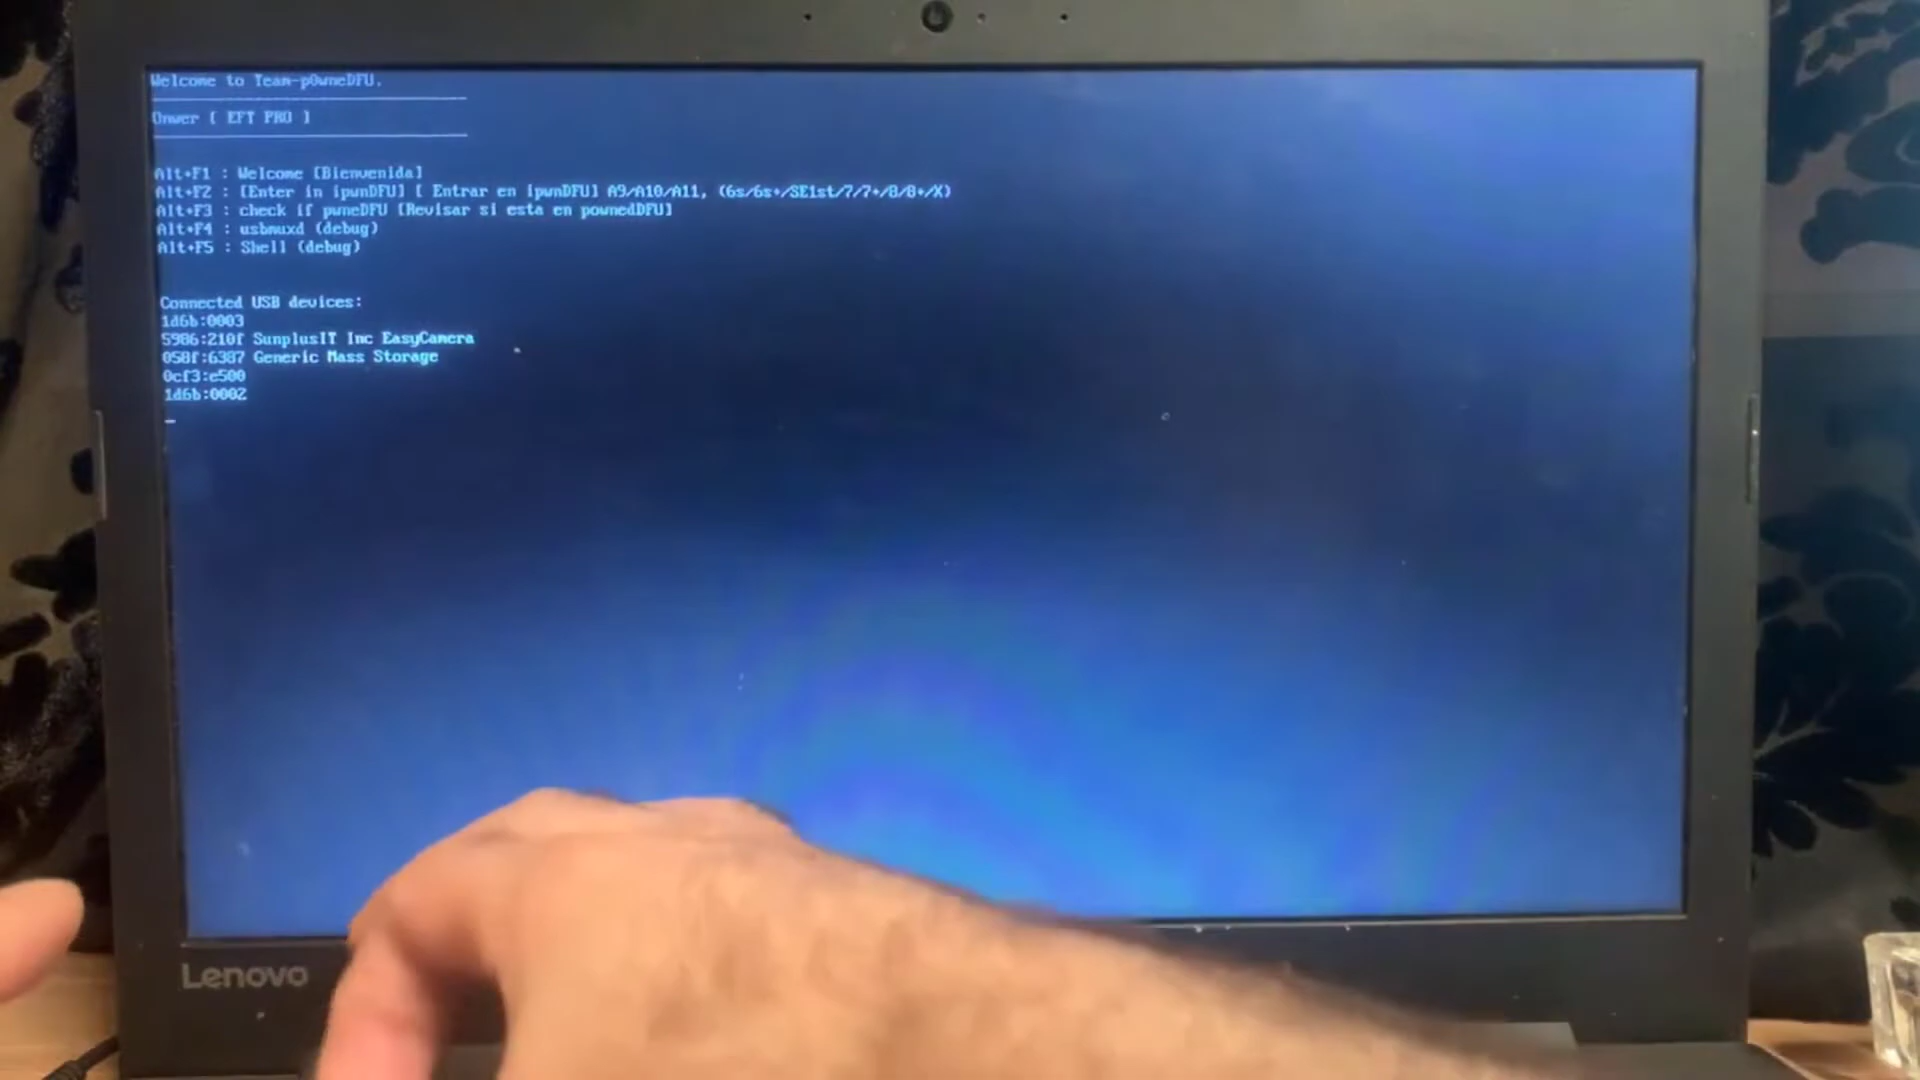 Welcome to Team-p0wneDFU.
Onwer [ EFT PRO ]
Alt+F1 : Welcome [Bienvenida]
Alt+F2 : [Enter in ipwnDFU] [ Entrar en ipwnDFU] A9/A10/A11, (6s/6s+/SE1st/7/7+/8/8+/X)
Alt+F3 : check if pwneDFU [Revisar si esta en pownedDFU]
Alt+F4 : usbmuxd (debug)
Alt+F5 : Shell (debug)
Connected USB devices:
1d6b:0003
5986:210f SunplusIT Inc EasyCamera
058f:6387 Generic Mass Storage
0cf3:e500
1d6b:0002
Lenovo